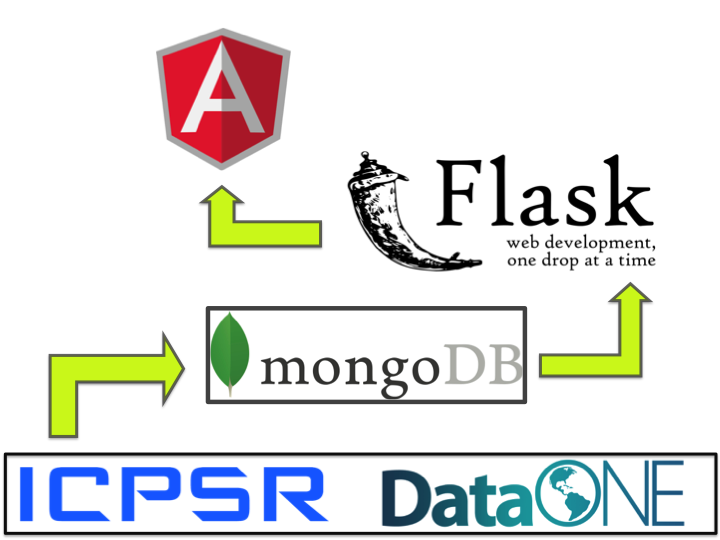 A
Flask
web development,
one drop at a time
mongoDB
ICPSR DataONE